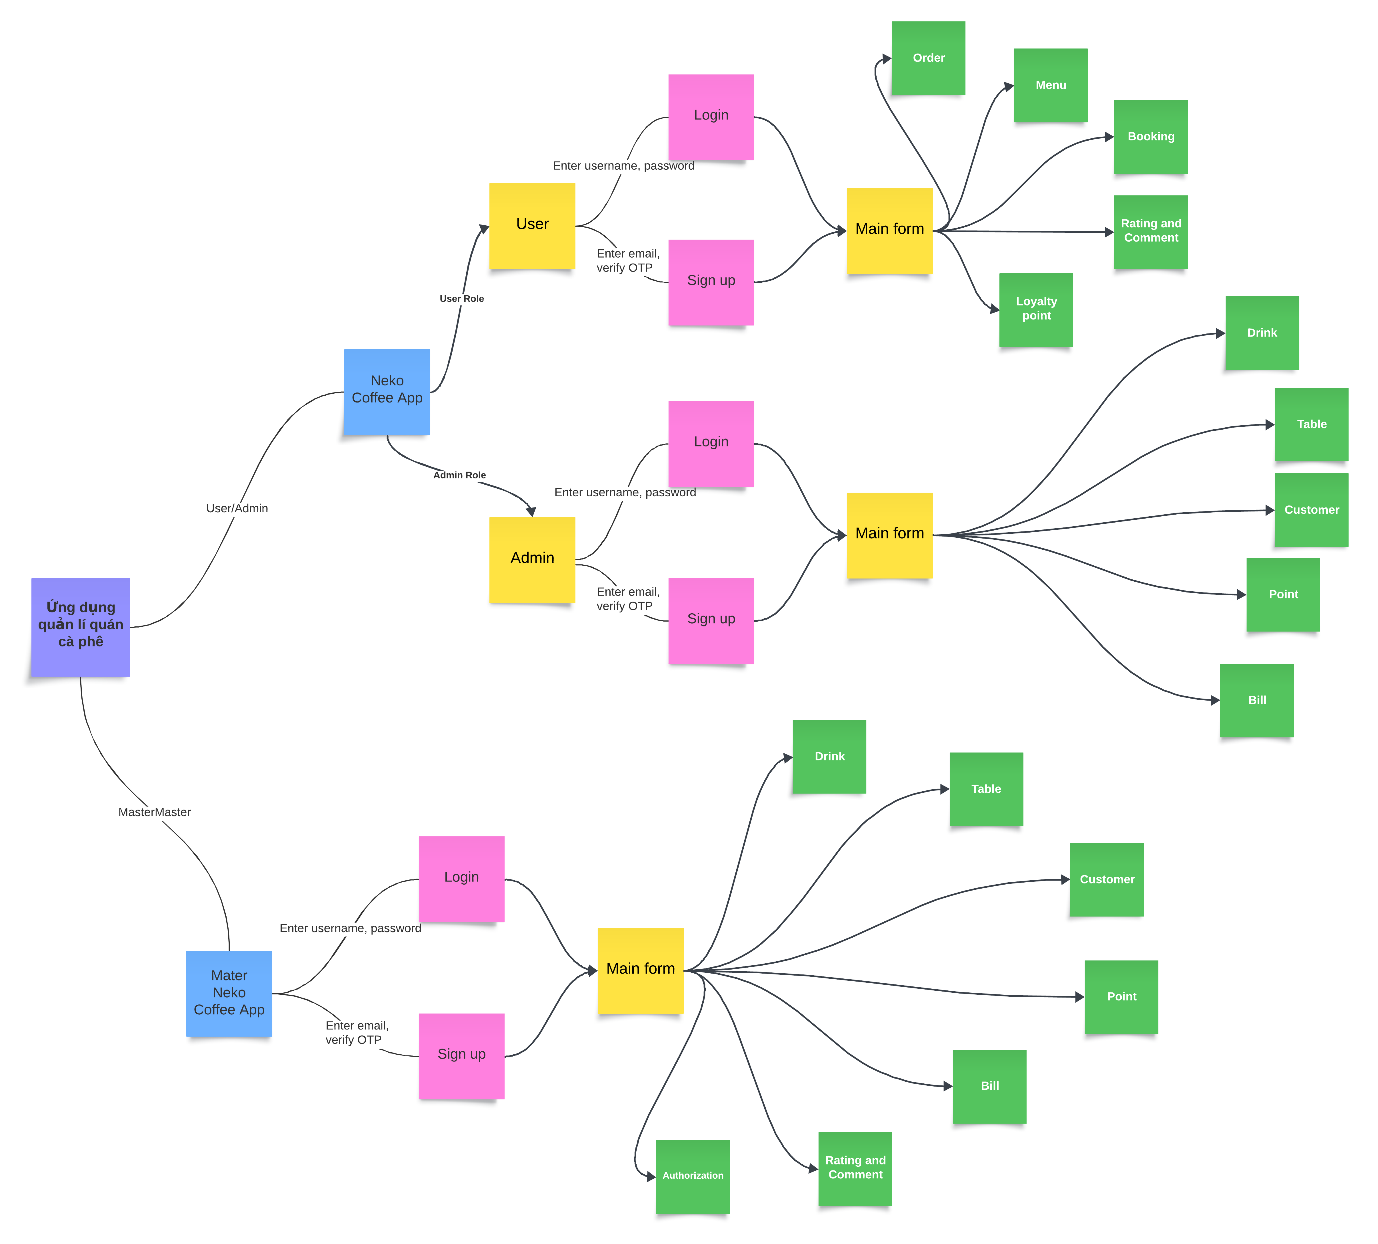 Order
Menu
Booking
Rating and
Comment
Loyalty
point
Login
Enter username, password
User
Enter email,
verify OTP
Sign up
Main form
User Role
Neko
Coffee App
Admin Role
User/Admin
Login
Enter username, password
Admin
Enter email,
verify OTP
Sign up
Main form
Drink
Table
Customer
Point
Bill
Ứng dụng
quản lí quán
cà phê
MasterMaster
Mater
Neko
Coffee App
Login
Enter username, password
Enter email,
verify OTP
Sign up
Main form
Drink
Table
Customer
Point
Bill
Rating and
Comment
Authorization